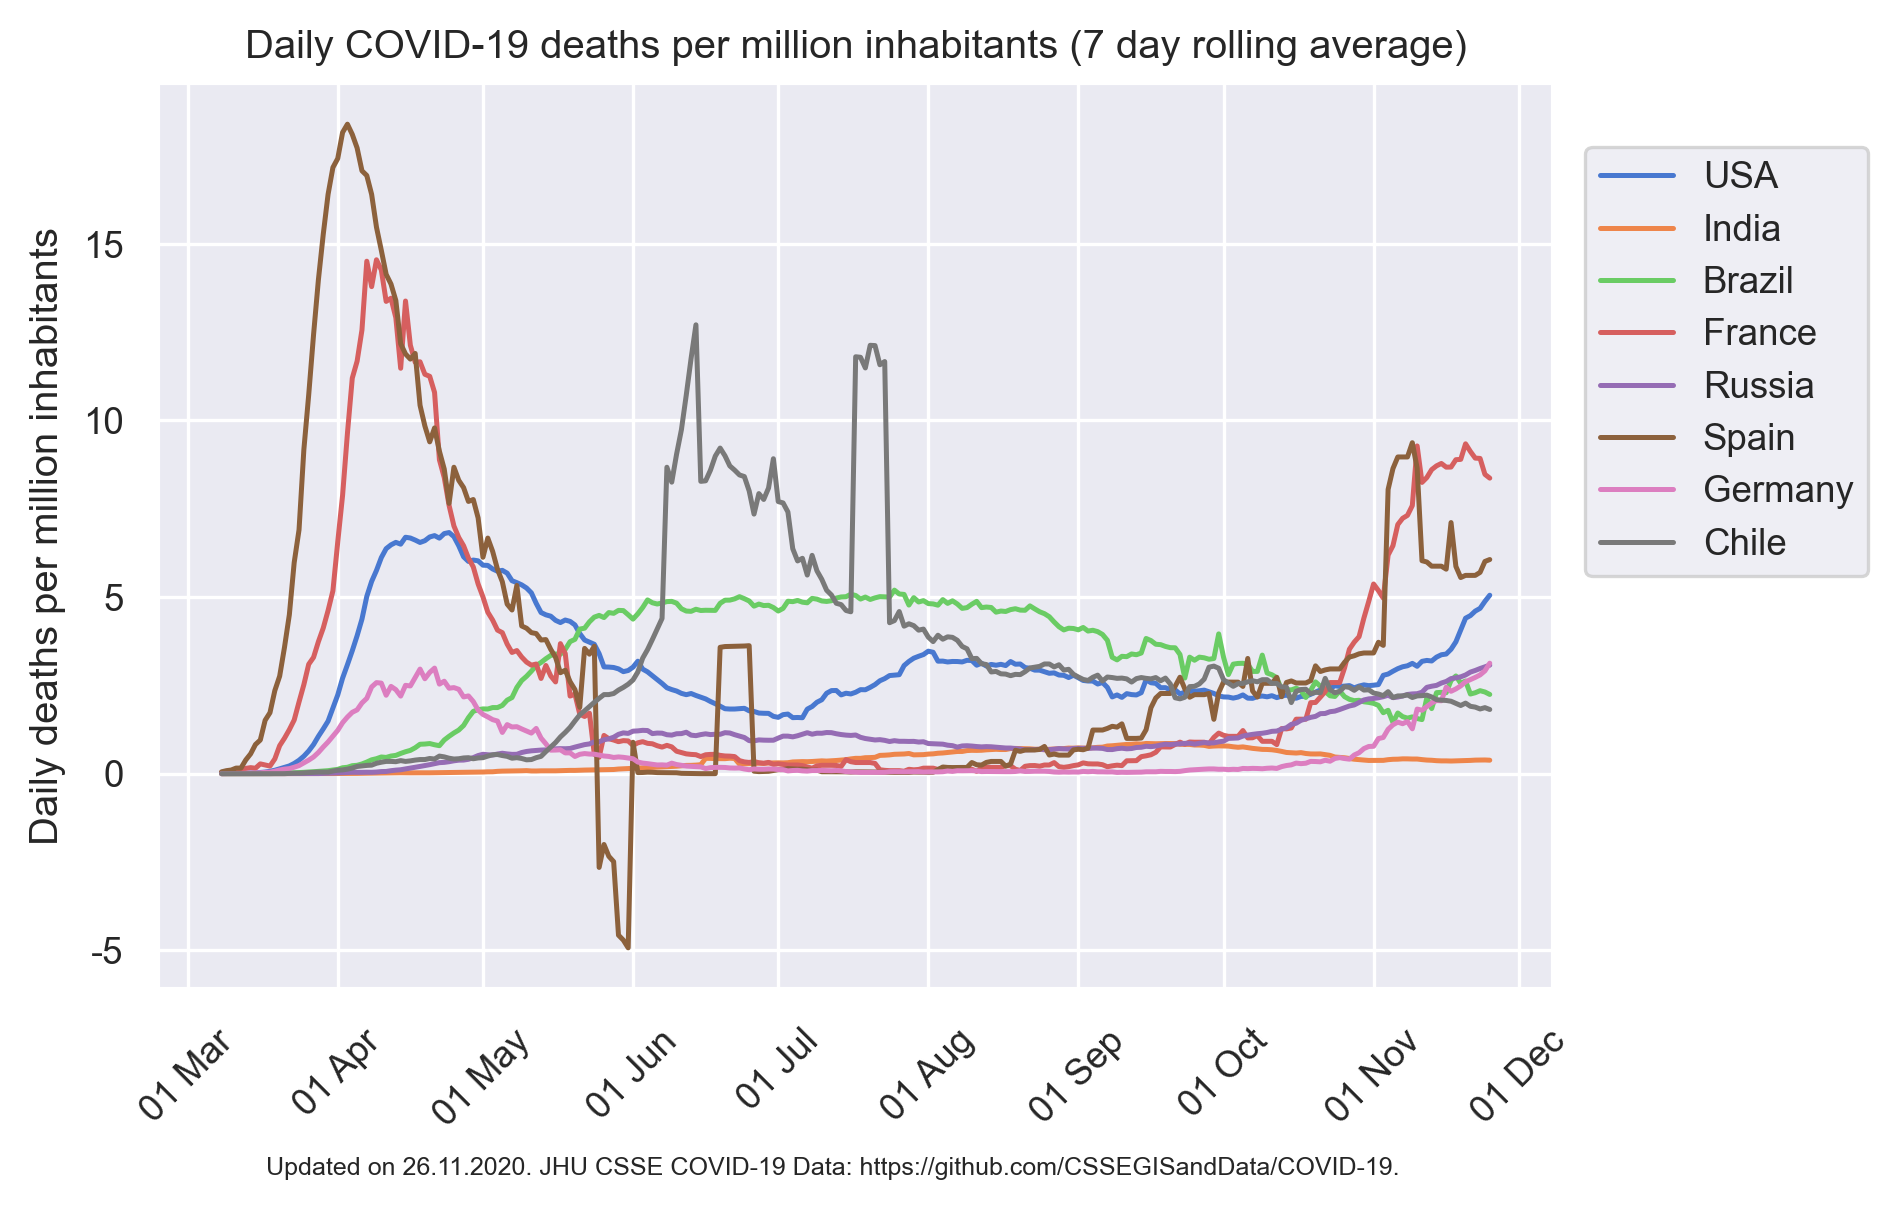 Daily COVID-19 deaths per million inhabitants (7 day rolling average)
Daily deaths per million inhabitants
15
10
5
0
-5
01 Mar
01 Apr
01 May
01 Jun
01 Jul
01 Aug
01 Sep
01 Oct
01 Nov
01 Dec
USA
India
Brazil
France
Russia
Spain
Germany
Chile
Updated on 26.11.2020. JHU CSSE COVID-19 Data: https://github.com/CSSEGISandData/COVID-19.